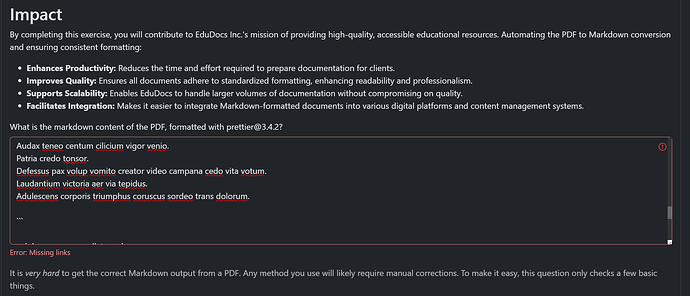 Impact
By completing this exercise, you will contribute to EduDocs Inc.'s mission of providing high-quality, accessible educational resources. Automating the PDF to Markdown conversion
and ensuring consistent formatting:
• Enhances Productivity: Reduces the time and effort required to prepare documentation for clients.
• Improves Quality: Ensures all documents adhere to standardized formatting, enhancing readability and professionalism.
• Supports Scalability: Enables EduDocs to handle larger volumes of documentation without compromising on quality.
• Facilitates Integration: Makes it easier to integrate Markdown-formatted documents into various digital platforms and content management systems.
What is the markdown content of the PDF, formatted with prettier@3.4.2?
Audax teneo centum cilicium vigor venio.
Patria credo tonsor.
Defessus pax volup vomito creator video campana cedo vita votum.
Laudantium victoria aer via tepidus.
Adulescens corporis triumphus coruscus sordeo trans dolorum.
```
Error: Missing links
It is very hard to get the correct Markdown output from a PDF. Any method you use will likely require manual corrections. To make it easy, this question only checks a few basic
things.